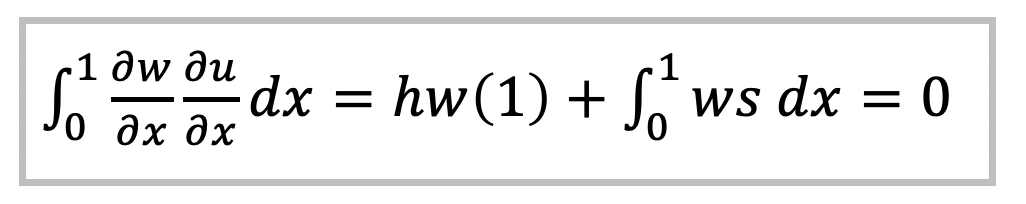 ∫₀¹ ∂w/∂x ∂u/∂x dx = hw(1) + ∫₀¹ ws dx = 0